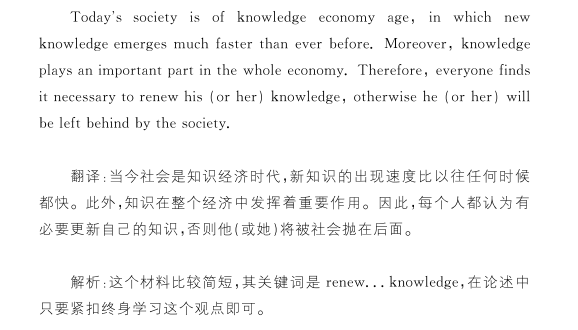 Today's society is of knowledge economy age, in which new
knowledge emerges much faster than ever before. Moreover, knowledge
plays an important part in the whole economy. Therefore, everyone finds
it necessary to renew his (or her) knowledge, otherwise he (or her) will
be left behind by the society.
翻译:当今社会是知识经济时代,新知识的出现速度比以往任何时候
都快。此外,知识在整个经济中发挥着重要作用。因此,每个人都认为有
必要更新自己的知识,否则他(或她)将被社会抛在后面。
解析:这个材料比较简短,其关键词是 renew... knowledge,在论述中
只要紧扣终身学习这个观点即可。